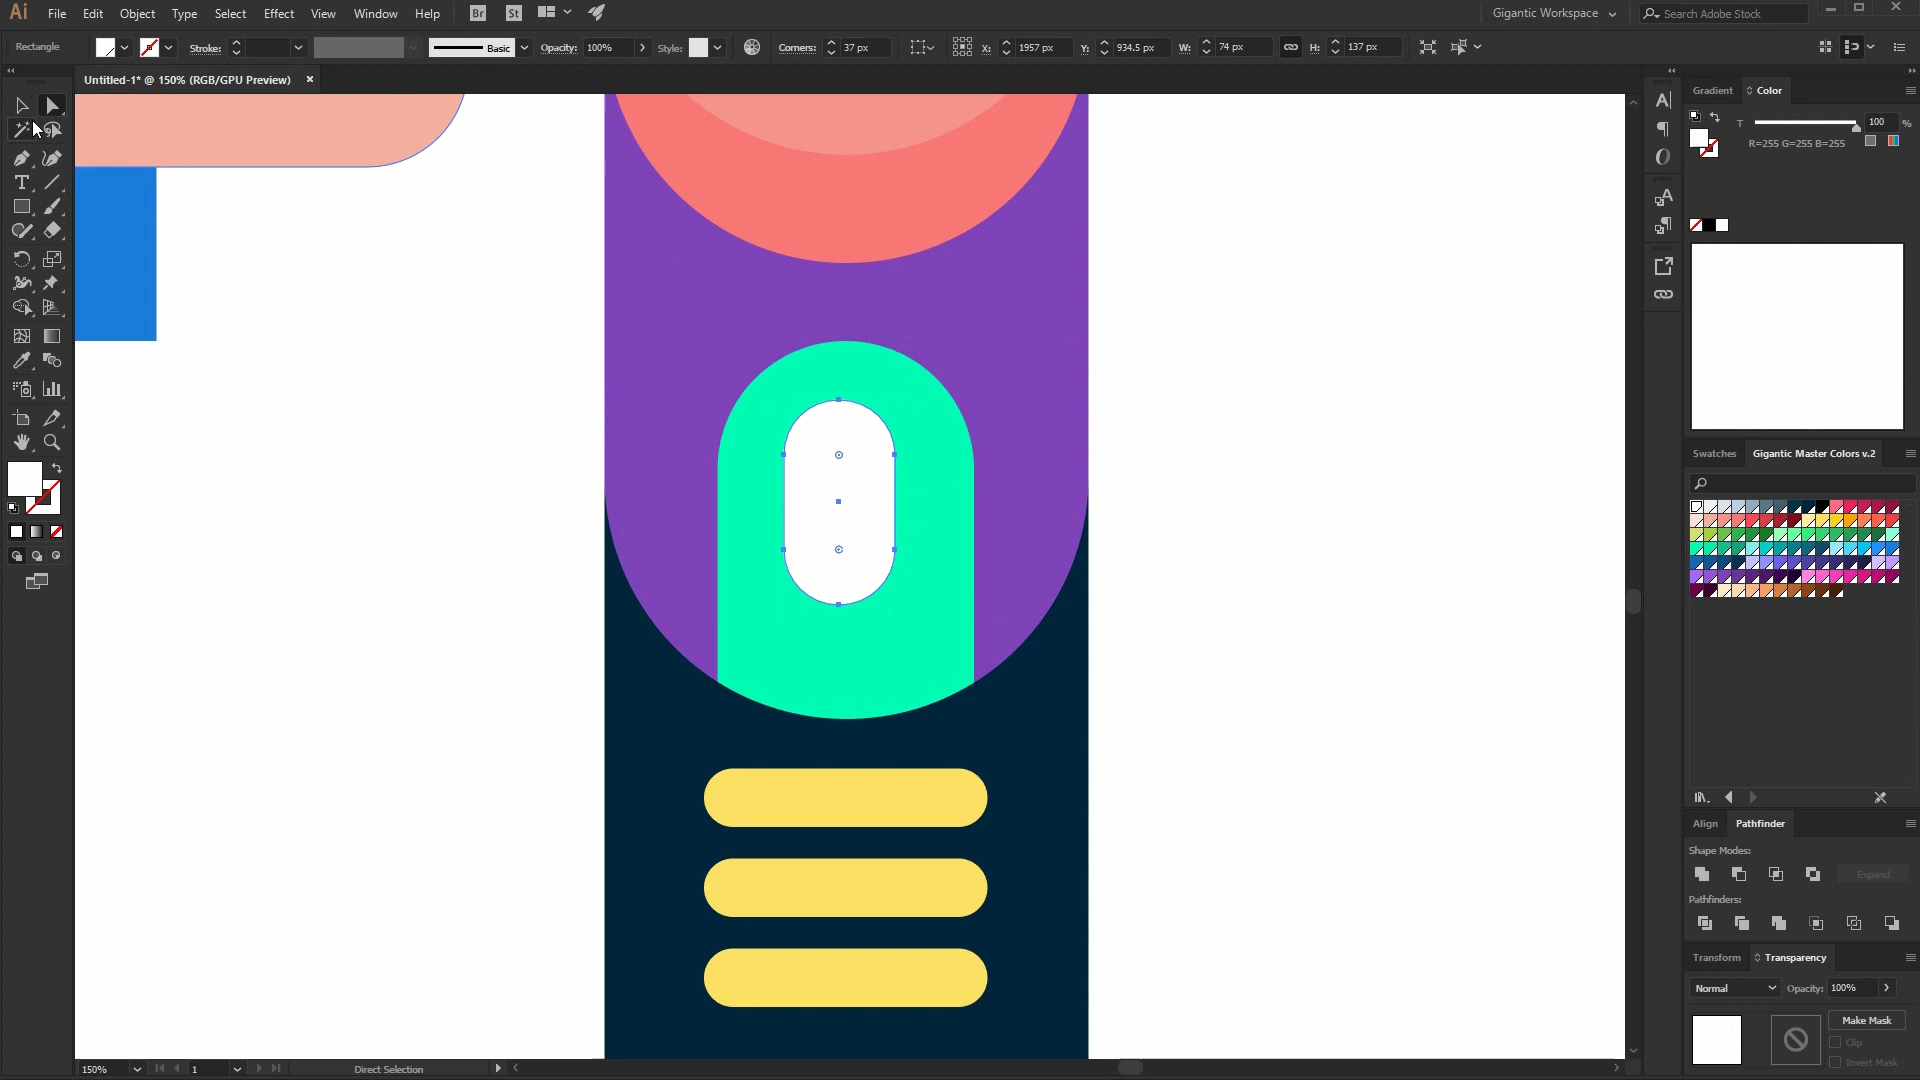 Ai File Edit Object Type Select Effect View Window Help Br St Gigantic Workspace Search Adobe Stock
Rectangle Stroke: Basic Opacity: 100% Style: Corners: 37 px X: 1957 px Y: 934.5 px W: 74 px H: 137 px
Untitled-1* @ 150% (RGB/GPU Preview)
Gradient Color
T 100 %
R=255 G=255 B=255
Swatches Gigantic Master Colors v.2
Align Pathfinder
Shape Modes:
Expand
Pathfinders:
Transform Transparency
Normal Opacity: 100%
Make Mask
Clip
Invert Mask
150% 1 Direct Selection